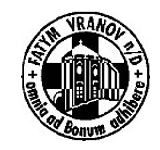 FATYM VRANOV n/D
+ omnia ad Bonum adhibere +